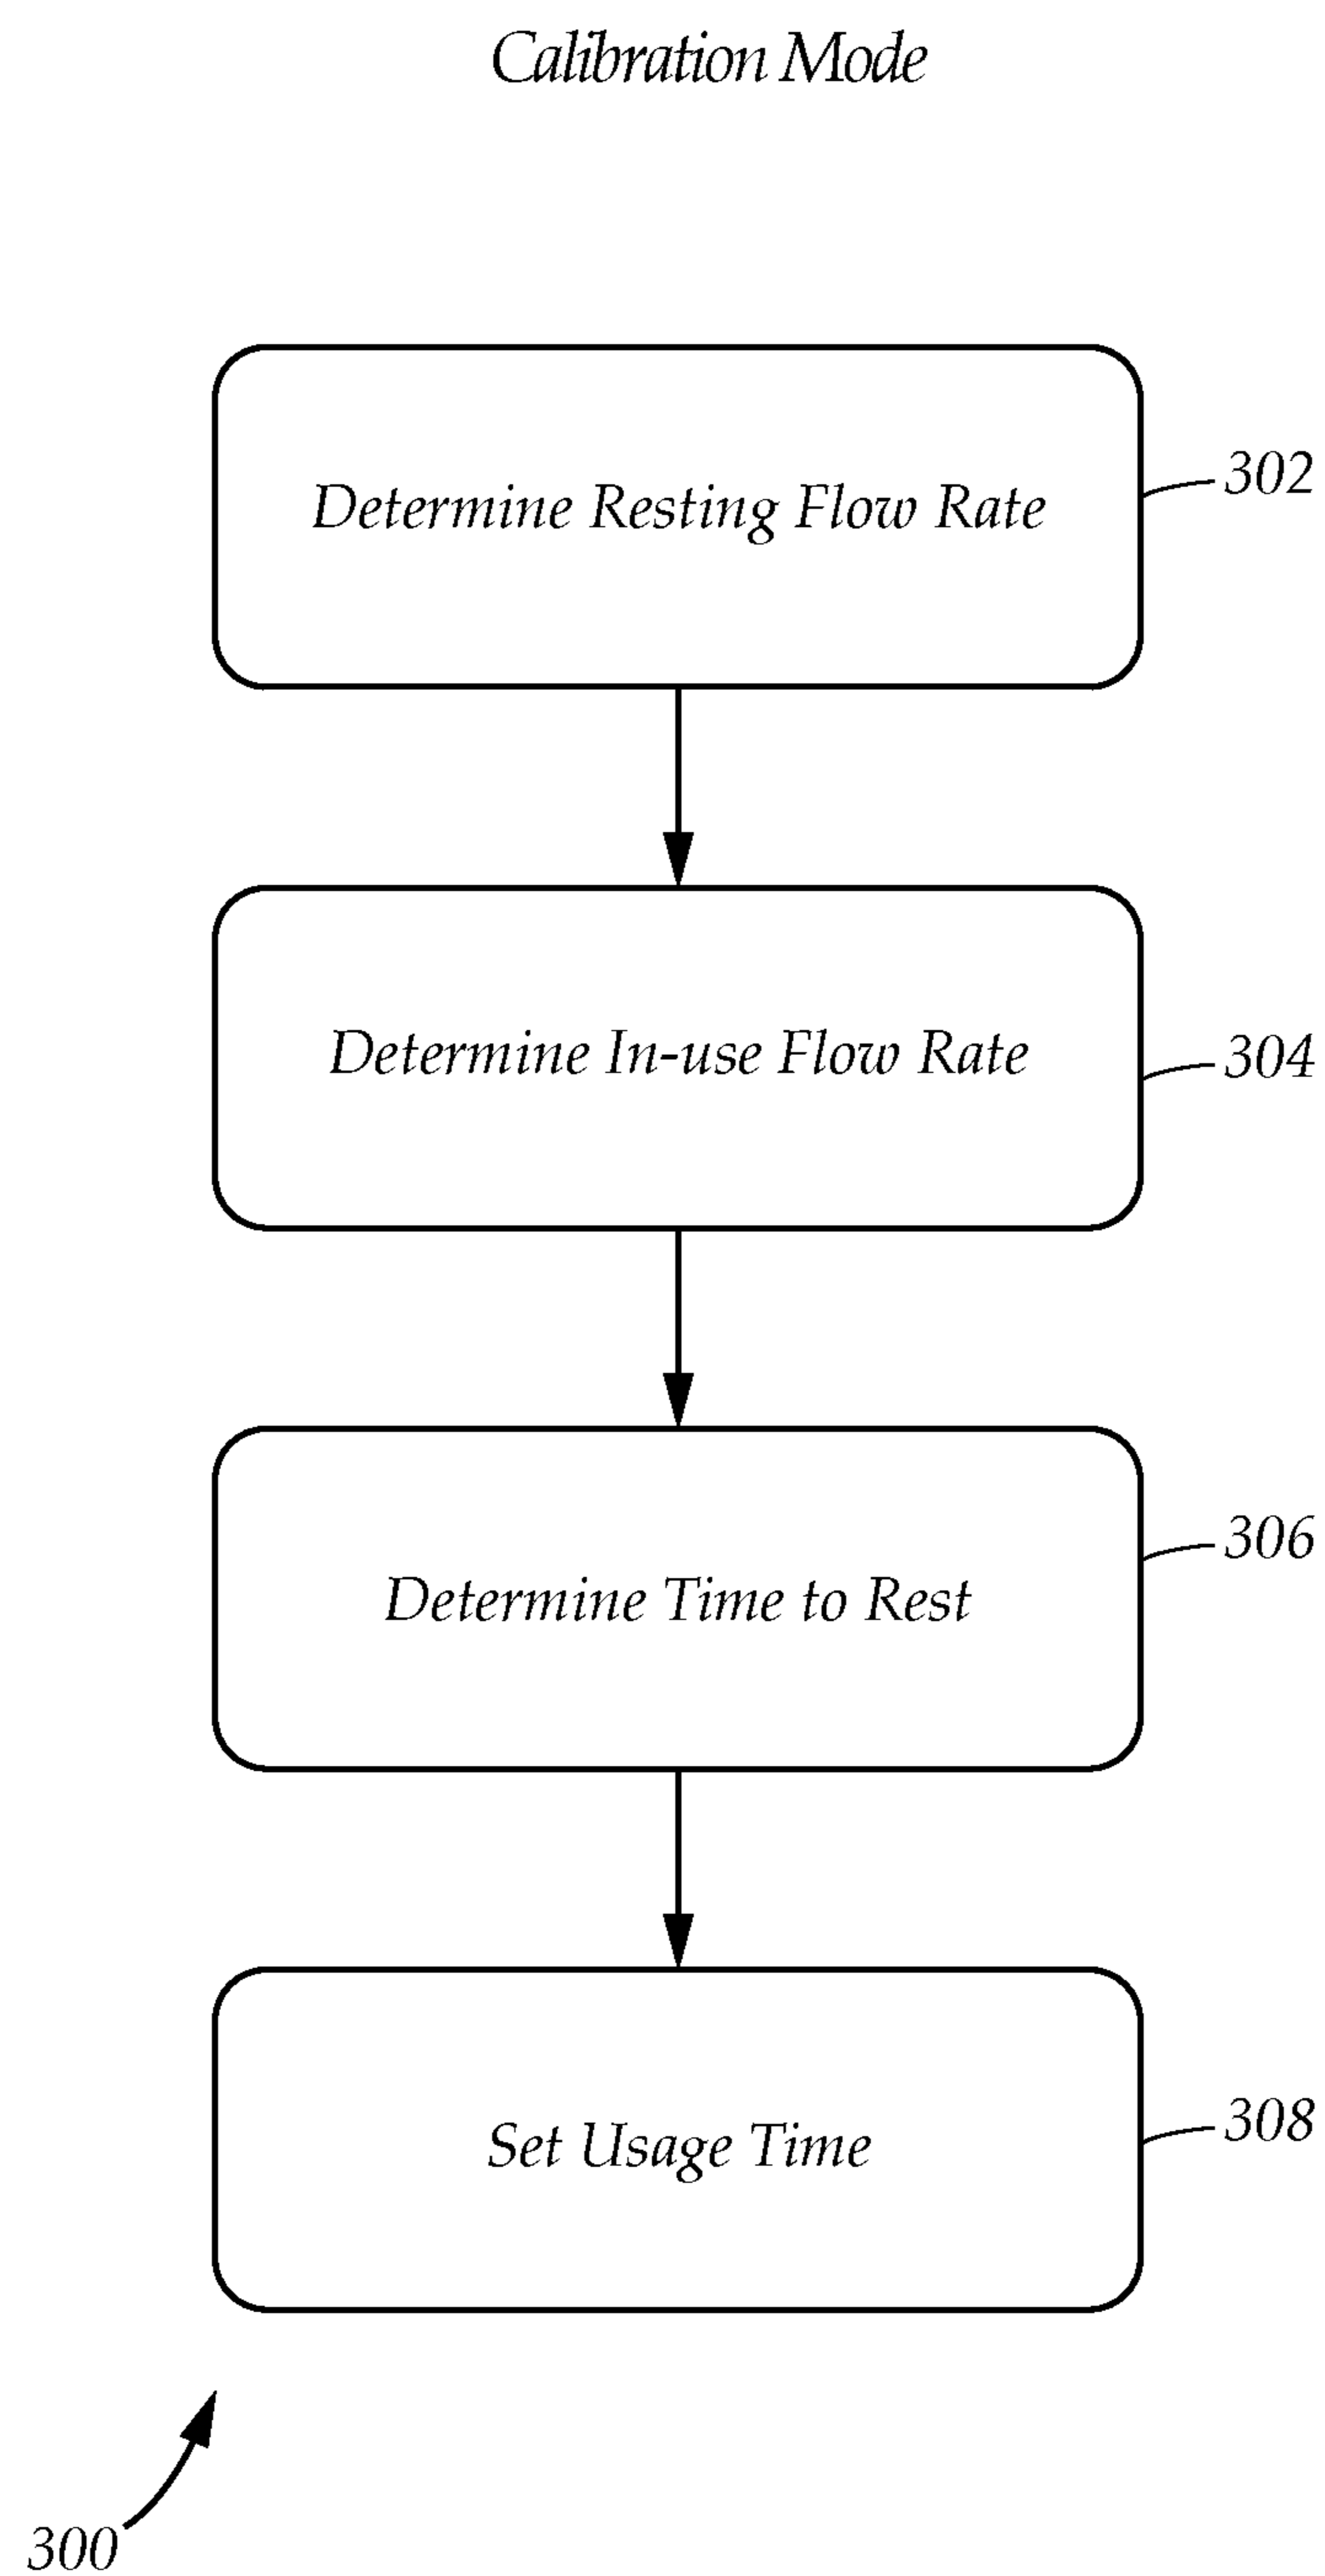 Calibration Mode
Determine Resting Flow Rate
302
Determine In-use Flow Rate
304
Determine Time to Rest
306
Set Usage Time
308
300